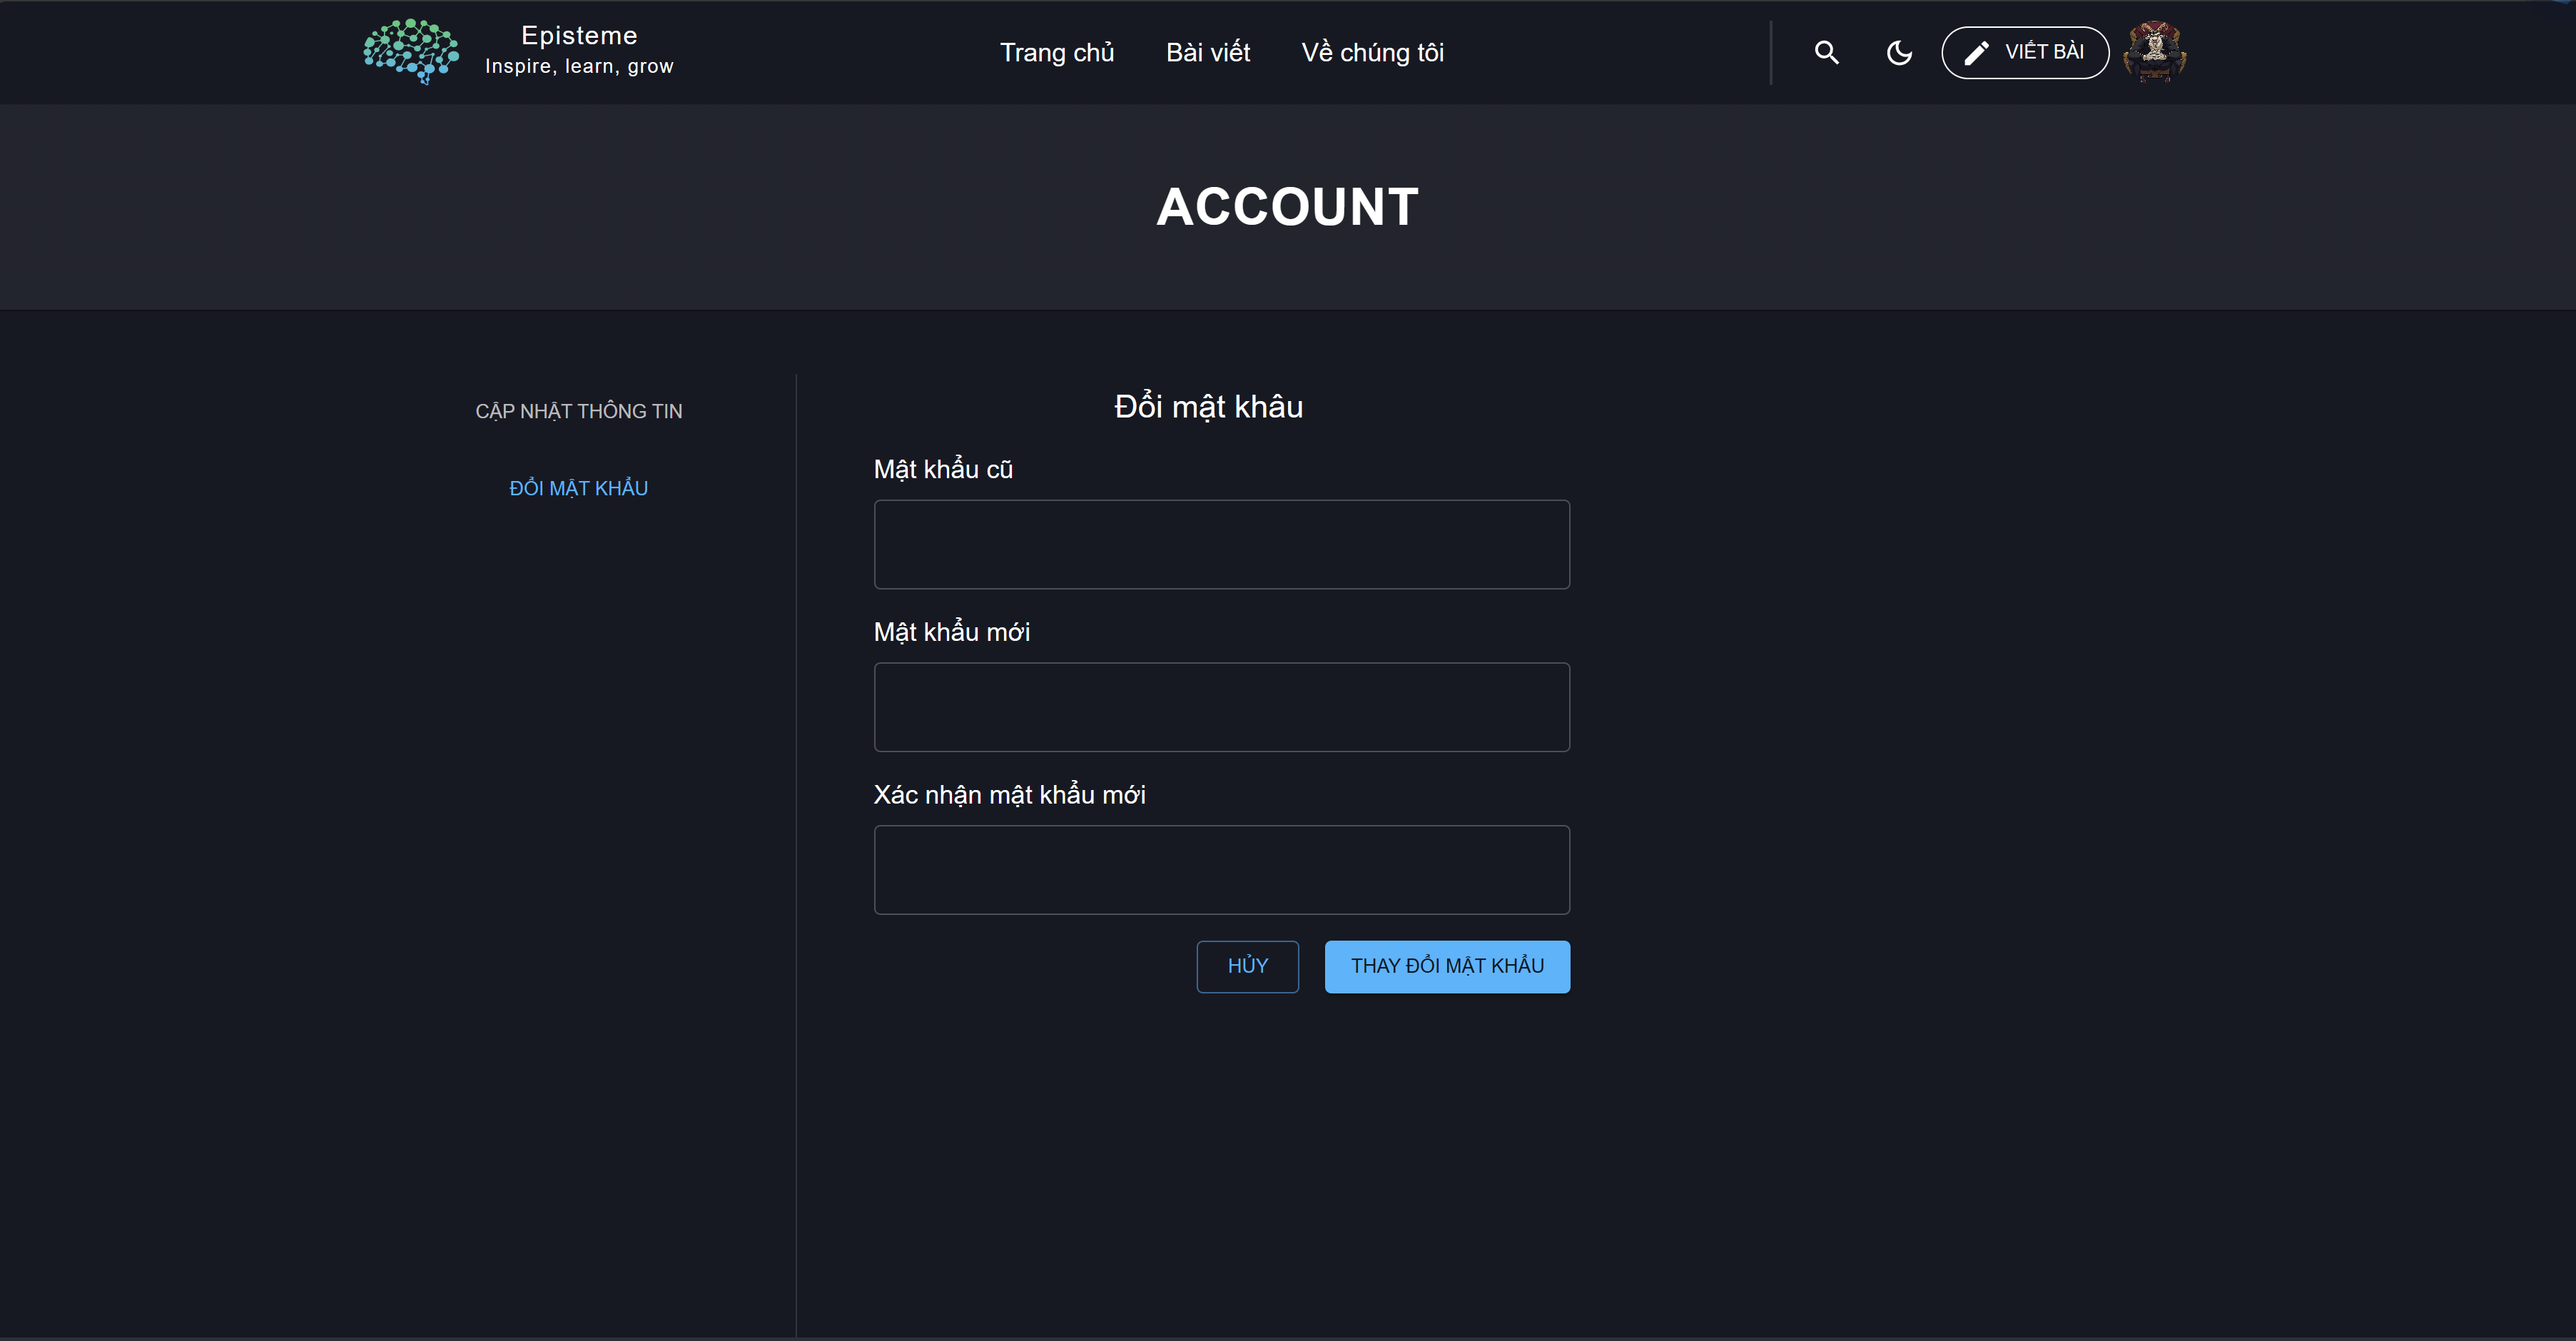 Episteme
Inspire, learn, grow
Trang chủ
Bài viết
Về chúng tôi
VIẾT BÀI
ACCOUNT
CẬP NHẬT THÔNG TIN
ĐỔI MẬT KHẨU
Đổi mật khâu
Mật khẩu cũ
Mật khẩu mới
Xác nhận mật khẩu mới
HỦY
THAY ĐỔI MẬT KHẨU